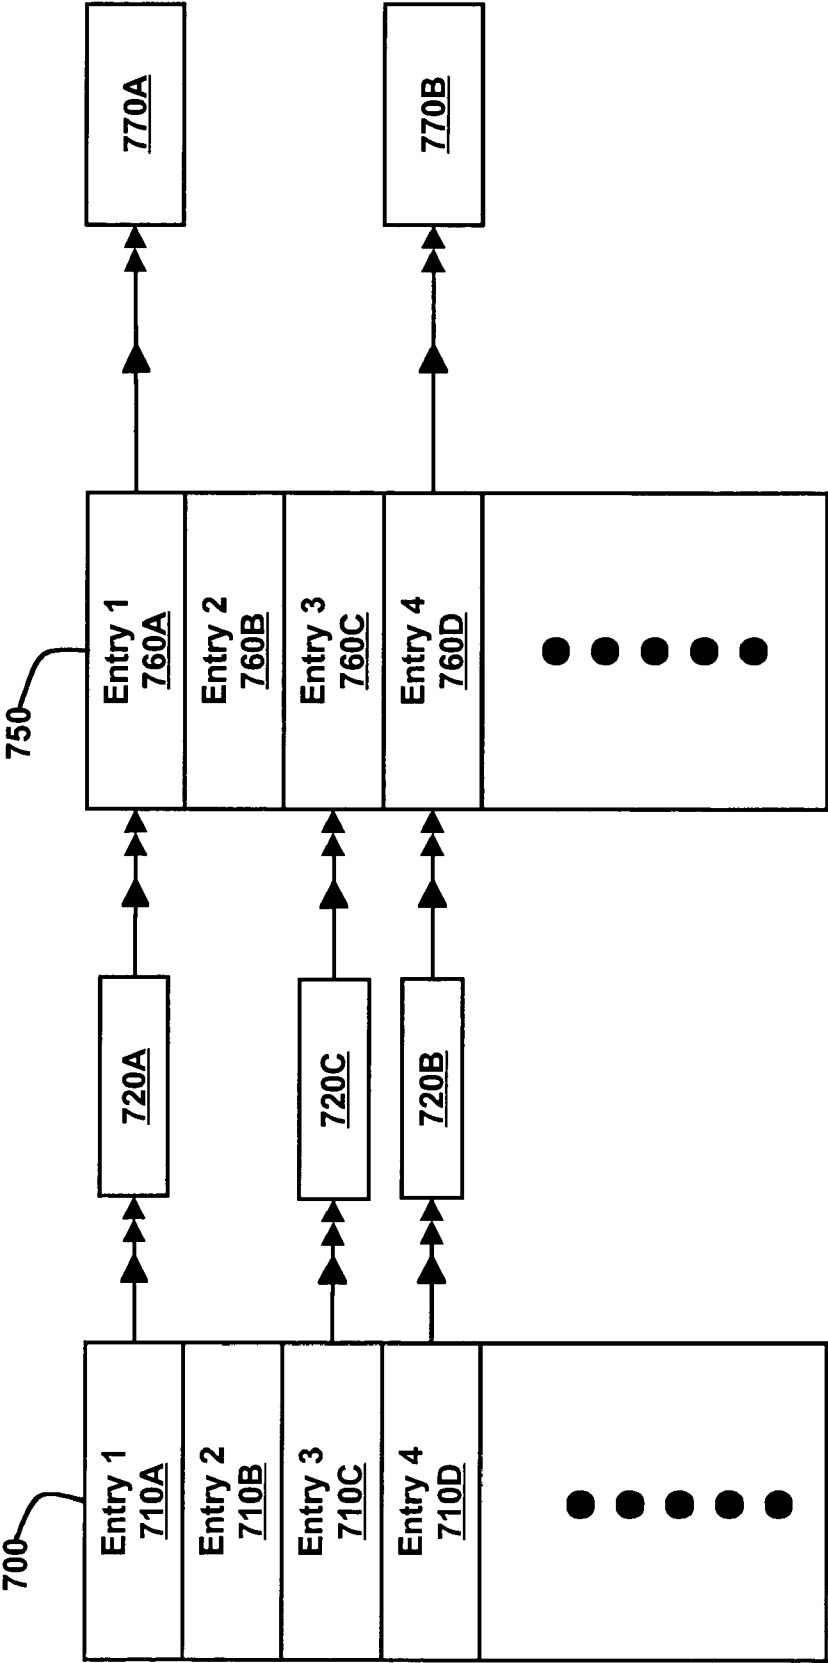 700
Entry 1
710A
Entry 2
710B
Entry 3
710C
Entry 4
710D
720A
720C
720B
750
Entry 1
760A
Entry 2
760B
Entry 3
760C
Entry 4
760D
770A
770B